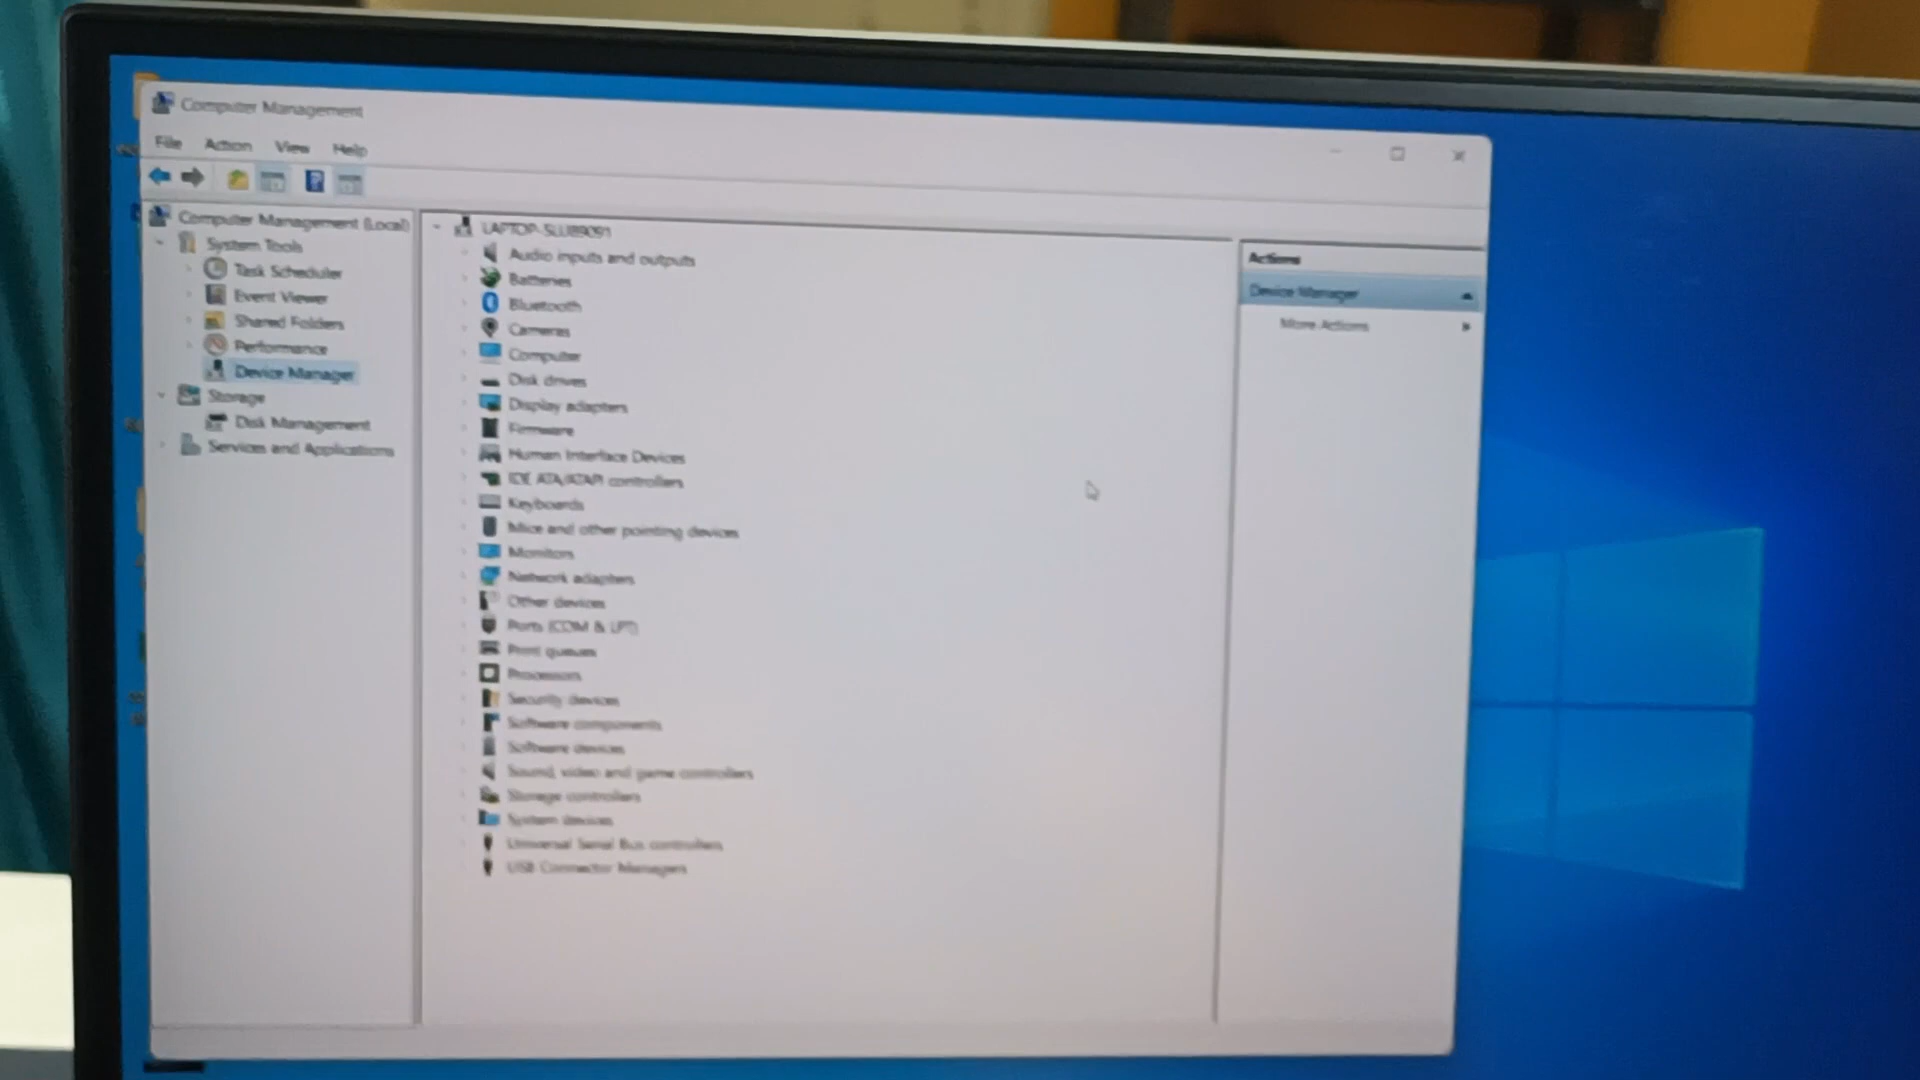 Computer Management
File Action View Help
Computer Management (Local)
System Tools
Task Scheduler
Event Viewer
Shared Folders
Performance
Device Manager
Storage
Disk Management
Services and Applications
Audio inputs and outputs
Batteries
Bluetooth
Cameras
Computer
Disk drives
Display adapters
Firmware
Human Interface Devices
IDE ATA/ATAPI controllers
Keyboards
Mice and other pointing devices
Monitors
Network adapters
Other devices
Ports (COM & LPT)
Print queues
Processors
Security devices
Software components
Software devices
Sound, video and game controllers
Storage controllers
System devices
Universal Serial Bus controllers
USB Connector Managers
Actions
Device Manager
More Actions